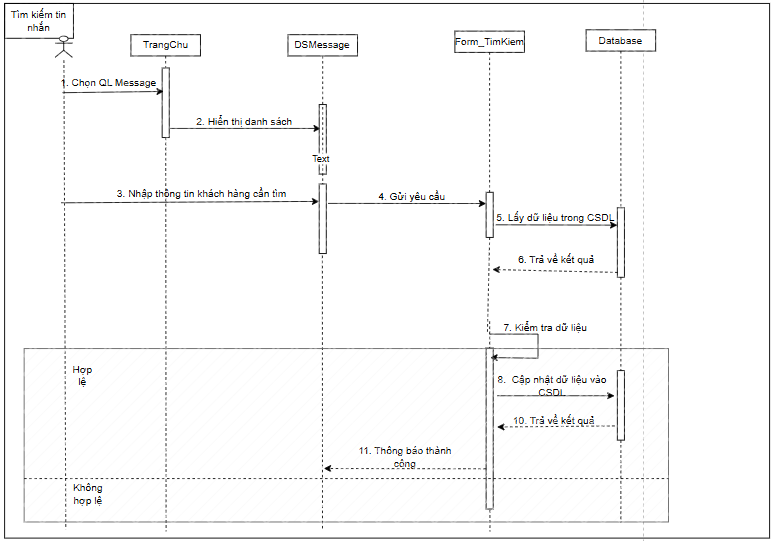 Tìm kiếm tin
nhắn
TrangChu
DSMessage
Form_TimKiem
Database
1. Chọn QL Message
2. Hiển thị danh sách
Text
3. Nhập thông tin khách hàng cần tìm
4. Gửi yêu cầu
5. Lấy dữ liệu trong CSDL
6. Trả về kết quả
7. Kiểm tra dữ liệu
Hợp
lệ
8. Cập nhật dữ liệu vào
CSDL
10. Trả về kết quả
11. Thông báo thành
công
Không
hợp lệ